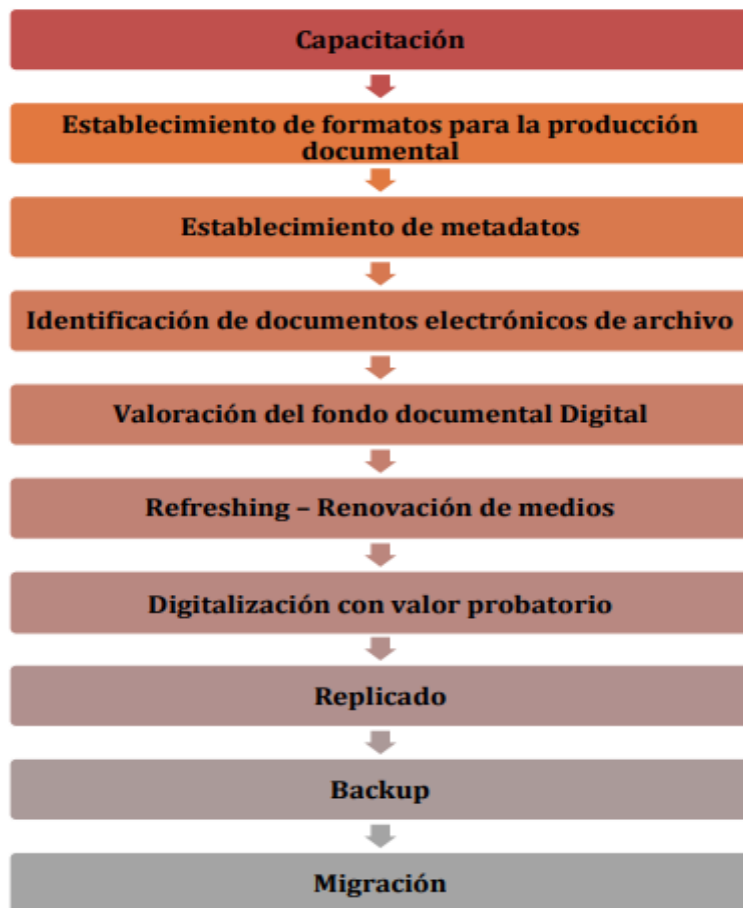 Capacitación
Establecimiento de formatos para la producción
documental
Establecimiento de metadatos
Identificación de documentos electrónicos de archivo
Valoración del fondo documental Digital
Refreshing – Renovación de medios
Digitalización con valor probatorio
Replicado
Backup
Migración